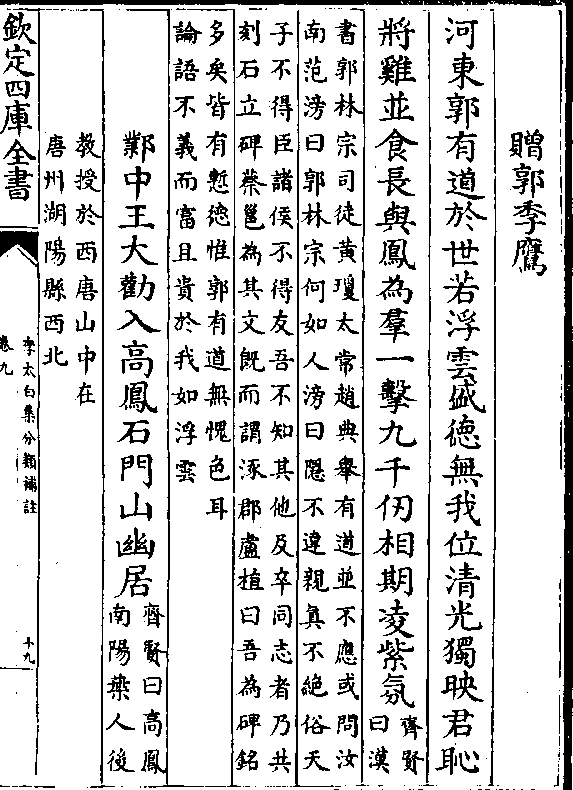 贈郭季鷹
河東郭有道於世若浮雲盛德無我位清光獨映君恥
將雞並食長與鳳為羣一擊九千仞相期凌紫氛
齊賢
曰漢
書郭林宗司徒黃瓊太常趙典舉有道並不應或問汝
南范滂曰郭林宗何如人滂曰隱不違親真不絕俗天
子不得臣諸侯不得友吾不知其他及卒同志者乃共
刻石立碑蔡邕為其文既而謂涿郡盧植曰吾為碑銘
多矣皆有慙德惟郭有道無愧色耳
論語不義而富且貴於我如浮雲
鄴中王大勸入高鳳石門山幽居
齊賢曰高鳳
南陽葉人後
教授於西唐山中在
唐州湖陽縣西北
欽定四庫全書
李太白集分類補註
卷九
十九